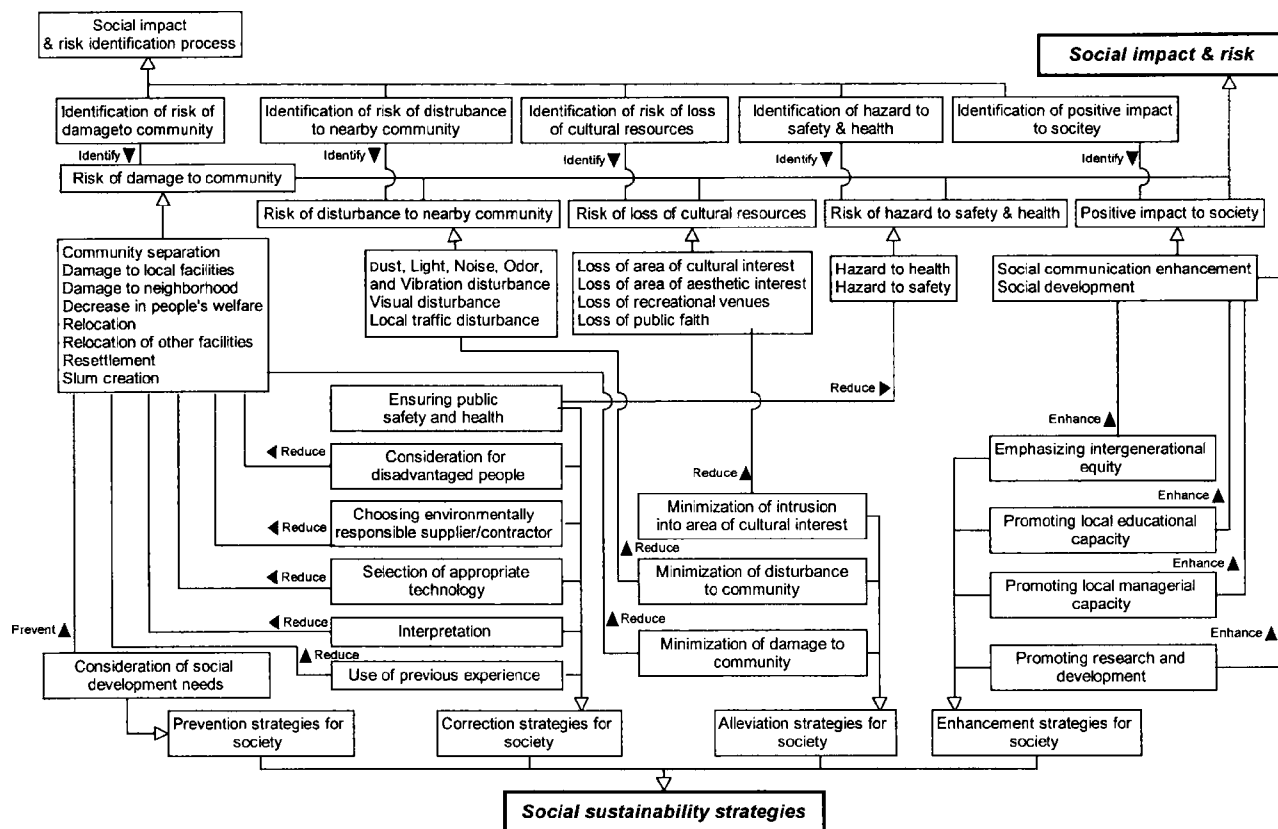 Social impact
& risk identification process
Social impact & risk
Identification of risk of
damageto community
Identification of risk of distrubance
to nearby community
Identification of risk of loss
of cultural resources
Identification of hazard to
safety & health
Identification of positive impact
to socitey
Identify
Identify
Identify
Identify
Identify
Risk of damage to community
Risk of disturbance to nearby community
Risk of loss of cultural resources
Risk of hazard to safety & health
Positive impact to society
Community separation
Damage to local facilities
Damage to neighborhood
Decrease in people's welfare
Relocation
Relocation of other facilities
Resettlement
Slum creation
Dust, Light, Noise, Odor,
and Vibration disturbance
Visual disturbance
Local traffic disturbance
Loss of area of cultural interest
Loss of area of aesthetic interest
Loss of recreational venues
Loss of public faith
Hazard to health
Hazard to safety
Social communication enhancement
Social development
Ensuring public
safety and health
Reduce
Reduce
Consideration for
disadvantaged people
Reduce
Choosing environmentally
responsible supplier/contractor
Reduce
Selection of appropriate
technology
Reduce
Interpretation
Reduce
Use of previous experience
Prevent
Consideration of social
development needs
Reduce
Minimization of intrusion
into area of cultural interest
Reduce
Minimization of disturbance
to community
Reduce
Minimization of damage to
community
Enhance
Emphasizing intergenerational
equity
Enhance
Promoting local educational
capacity
Enhance
Promoting local managerial
capacity
Enhance
Promoting research and
development
Prevention strategies for
society
Correction strategies for
society
Alleviation strategies for
society
Enhancement strategies for
society
Social sustainability strategies